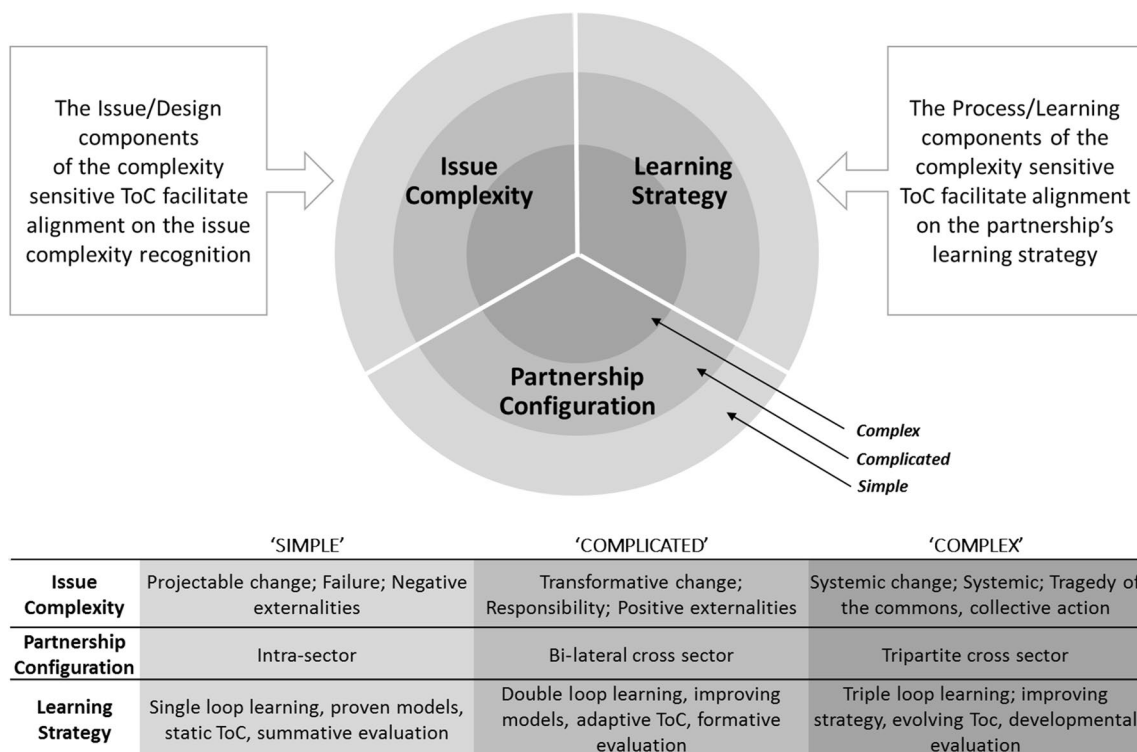 The Issue/Design
components
of the complexity
sensitive ToC facilitate
alignment on the issue
complexity recognition
Issue
Complexity
Learning
Strategy
Partnership
Configuration
The Process/Learning
components of the
complexity sensitive
ToC facilitate alignment
on the partnership's
learning strategy
Complex
Complicated
Simple
'SIMPLE' 'COMPLICATED' 'COMPLEX'
Issue
Complexity
Projectable change; Failure; Negative
externalities
Transformative change;
Responsibility; Positive externalities
Systemic change; Systemic; Tragedy of
the commons, collective action
Partnership
Configuration
Intra-sector
Bi-lateral cross sector
Tripartite cross sector
Learning
Strategy
Single loop learning, proven models,
static ToC, summative evaluation
Double loop learning, improving
models, adaptive ToC, formative
evaluation
Triple loop learning; improving
strategy, evolving Toc, developmental
evaluation